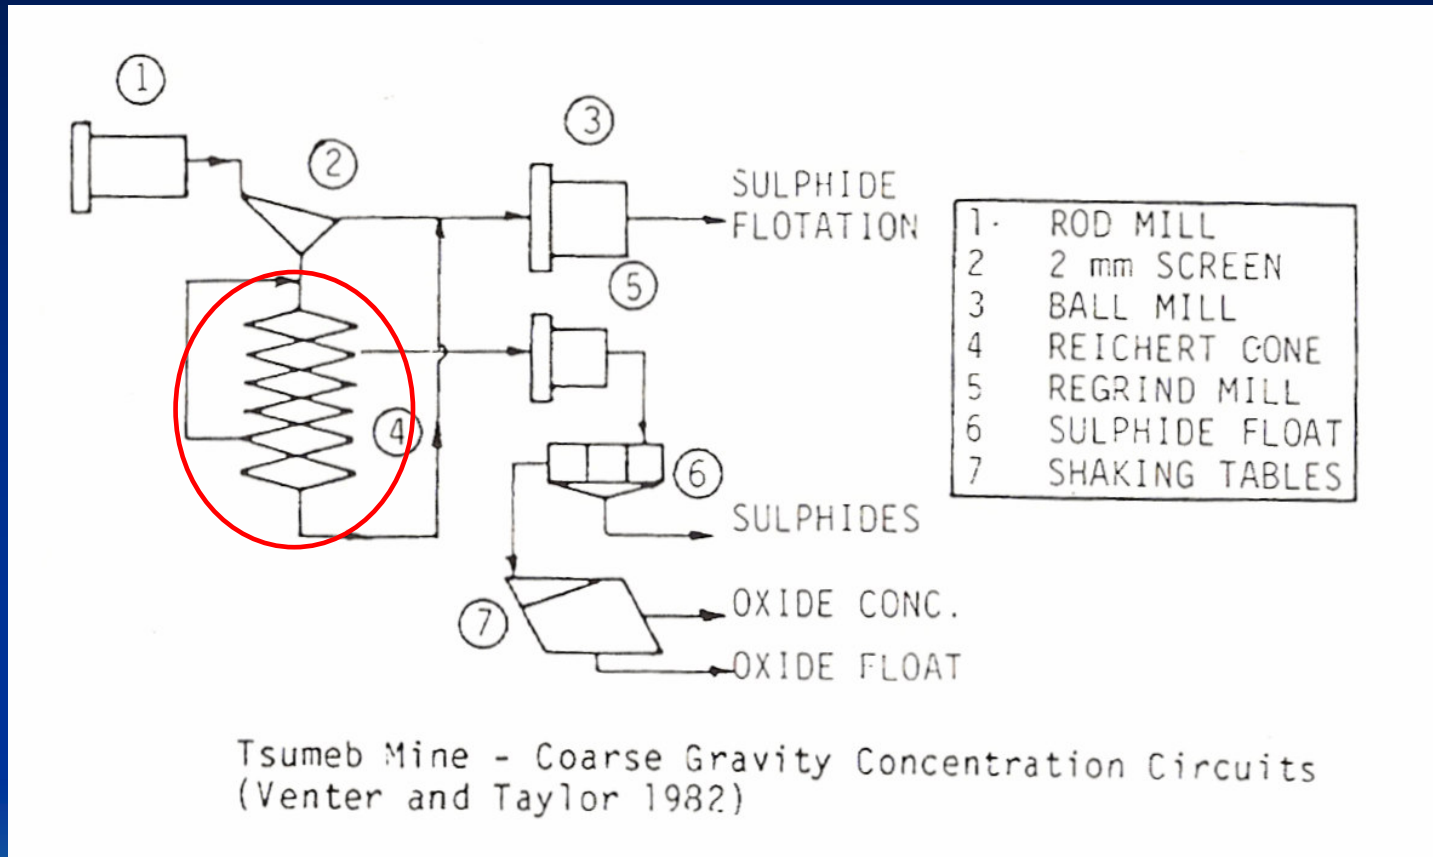 1
2
3
SULPHIDE
FLOTATION
5
4
6
SULPHIDES
7
OXIDE CONC.
OXIDE FLOAT
1. ROD MILL
2 2 mm SCREEN
3 BALL MILL
4 REICHERT CONE
5 REGRIND MILL
6 SULPHIDE FLOAT
7 SHAKING TABLES
Tsumeb Mine - Coarse Gravity Concentration Circuits
(Venter and Taylor 1982)